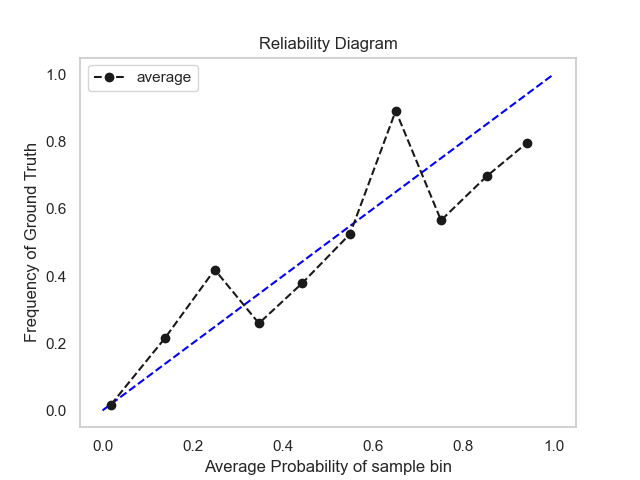 Reliability Diagram
average
Frequency of Ground Truth
1.0
0.8
0.6
0.4
0.2
0.0
0.0 0.2 0.4 0.6 0.8 1.0
Average Probability of sample bin